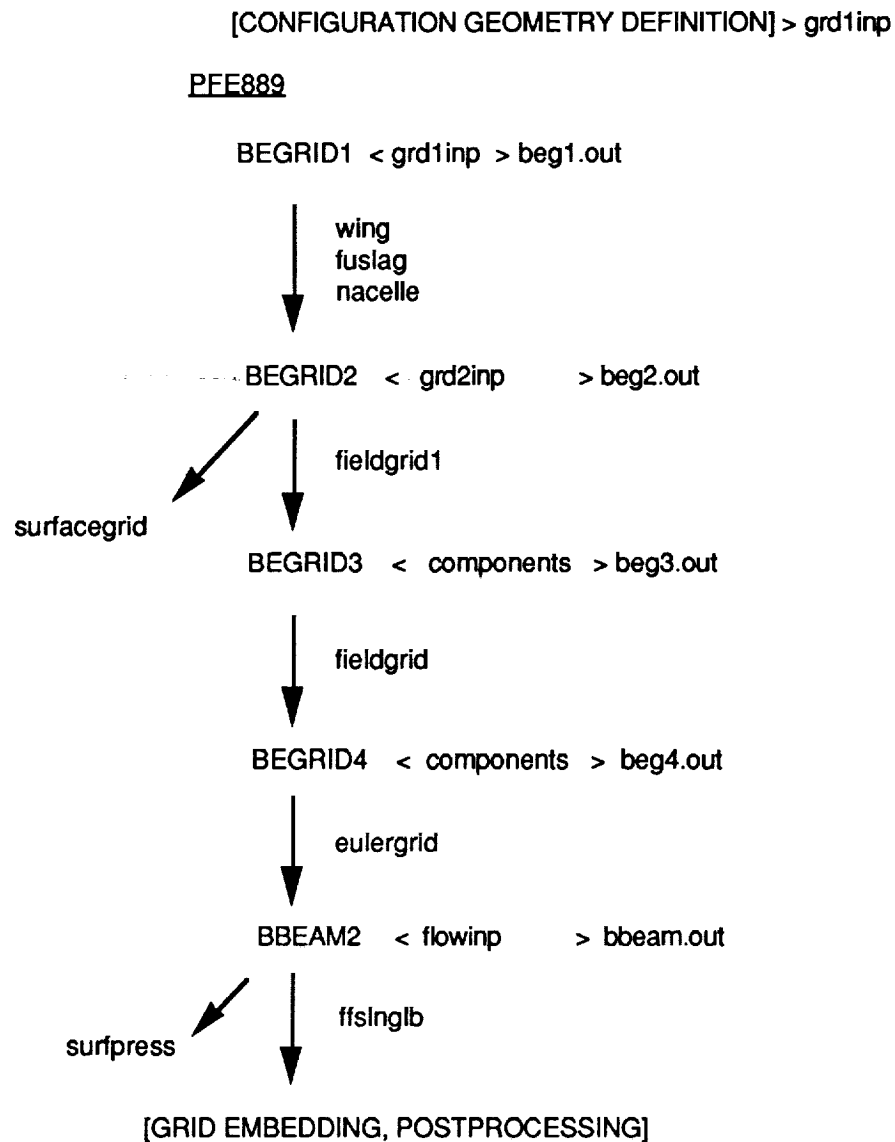 [CONFIGURATION GEOMETRY DEFINITION] > grd1inp
PFE889
BEGRID1 < grd1inp > beg1.out
wing
fuslag
nacelle
BEGRID2 < grd2inp > beg2.out
fieldgrid1
surfacegrid
BEGRID3 < components > beg3.out
fieldgrid
BEGRID4 < components > beg4.out
eulergrid
BBEAM2 < flowinp > bbeam.out
ffslnglb
surfpress
[GRID EMBEDDING, POSTPROCESSING]